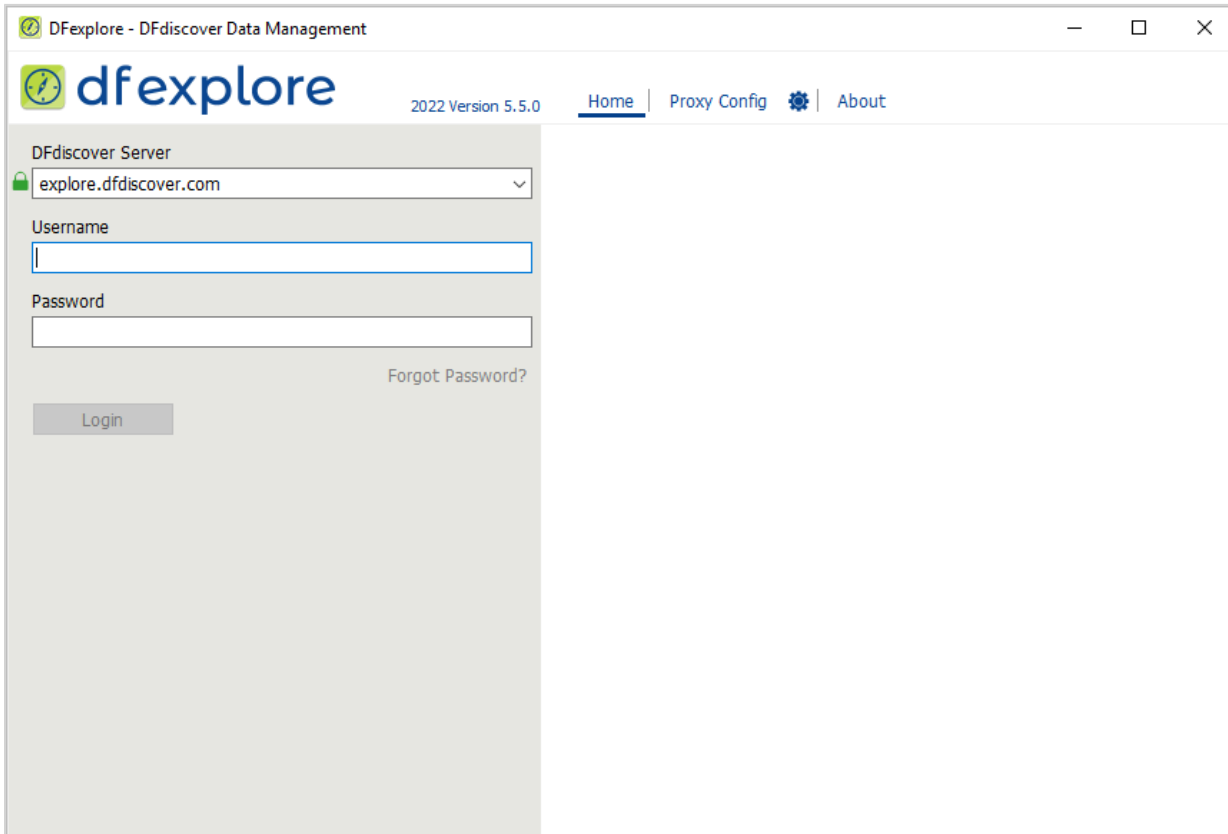 DFexplore - DFdiscover Data Management
dfexplore
2022 Version 5.5.0
Home
Proxy Config
About
DFdiscover Server
explore.dfdiscover.com
Username
Password
Forgot Password?
Login